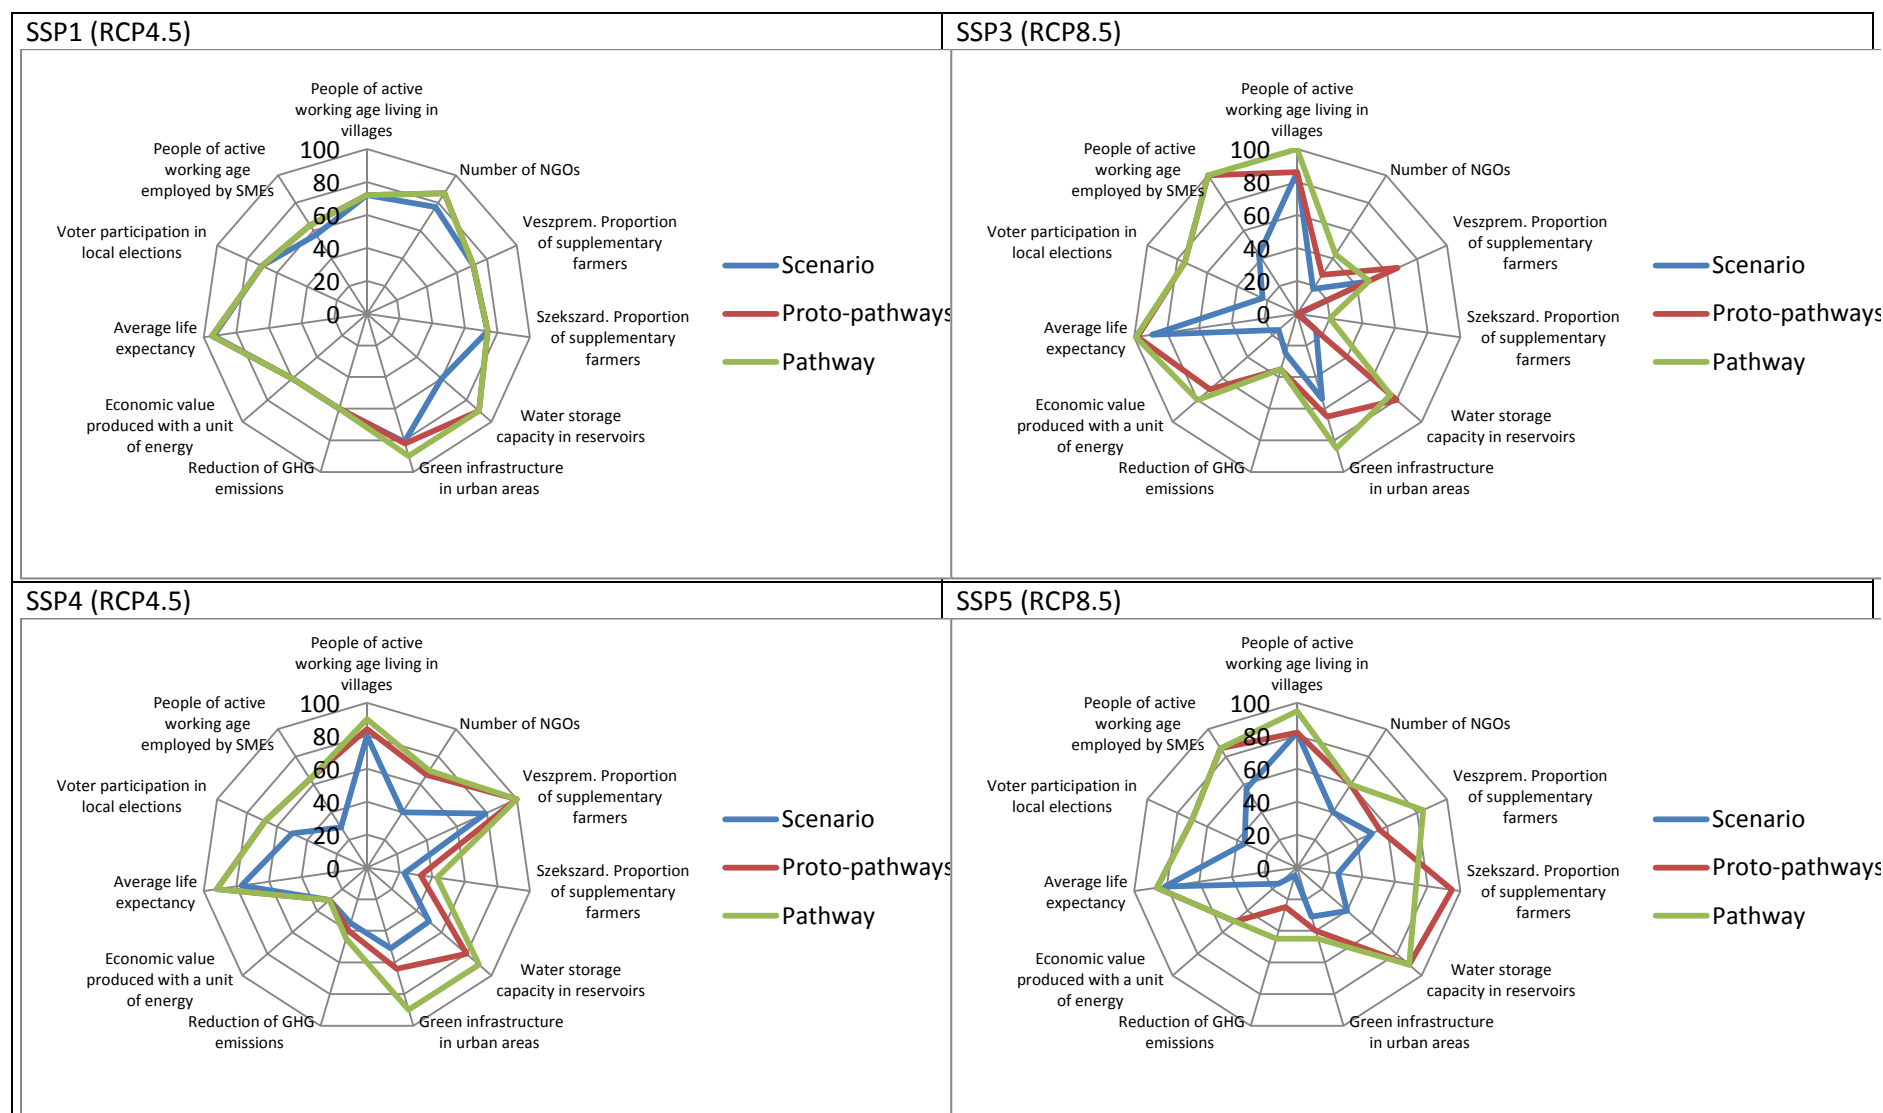 SSP1 (RCP4.5)
People of active
working age living in
villages
Number of NGOs
Veszprem. Proportion
of supplementary
farmers
Szekszard. Proportion
of supplementary
farmers
Water storage
capacity in reservoirs
Green infrastructure
in urban areas
Reduction of GHG
emissions
Economic value
produced with a unit
of energy
Average life
expectancy
Voter participation in
local elections
People of active
working age
employed by SMEs
100
80
60
40
20
0
Scenario
Proto-pathways
Pathway
SSP3 (RCP8.5)
People of active
working age living in
villages
Number of NGOs
Veszprem. Proportion
of supplementary
farmers
Szekszard. Proportion
of supplementary
farmers
Water storage
capacity in reservoirs
Green infrastructure
in urban areas
Reduction of GHG
emissions
Economic value
produced with a unit
of energy
Average life
expectancy
Voter participation in
local elections
People of active
working age
employed by SMEs
100
80
60
40
20
0
Scenario
Proto-pathways
Pathway
SSP4 (RCP4.5)
People of active
working age living in
villages
Number of NGOs
Veszprem. Proportion
of supplementary
farmers
Szekszard. Proportion
of supplementary
farmers
Water storage
capacity in reservoirs
Green infrastructure
in urban areas
Reduction of GHG
emissions
Economic value
produced with a unit
of energy
Average life
expectancy
Voter participation in
local elections
People of active
working age
employed by SMEs
100
80
60
40
20
0
Scenario
Proto-pathways
Pathway
SSP5 (RCP8.5)
People of active
working age living in
villages
Number of NGOs
Veszprem. Proportion
of supplementary
farmers
Szekszard. Proportion
of supplementary
farmers
Water storage
capacity in reservoirs
Green infrastructure
in urban areas
Reduction of GHG
emissions
Economic value
produced with a unit
of energy
Average life
expectancy
Voter participation in
local elections
People of active
working age
employed by SMEs
100
80
60
40
20
0
Scenario
Proto-pathways
Pathway